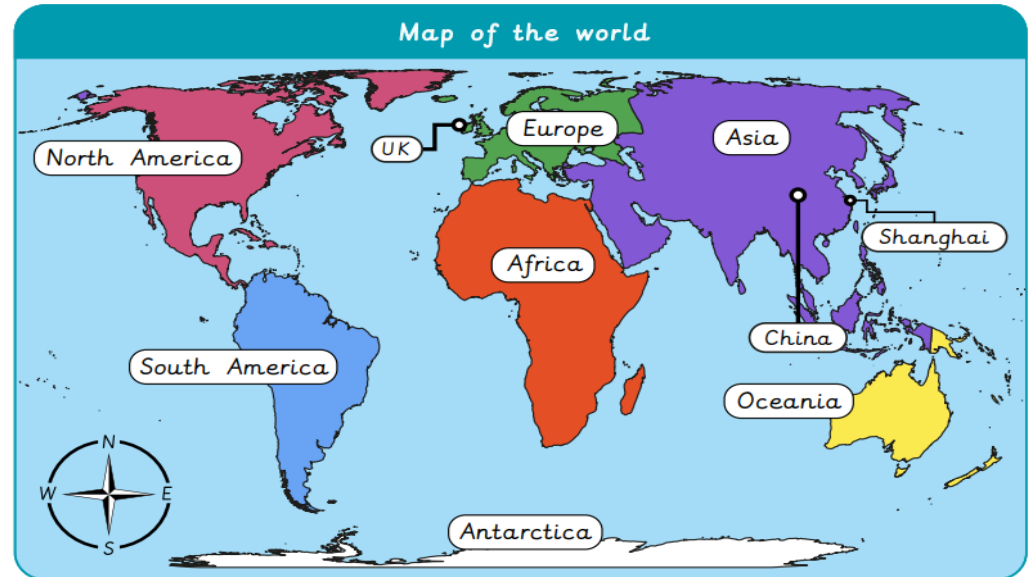 Map of the world
North America
UK
Europe
Asia
Shanghai
Africa
China
South America
Oceania
N
W
E
S
Antarctica